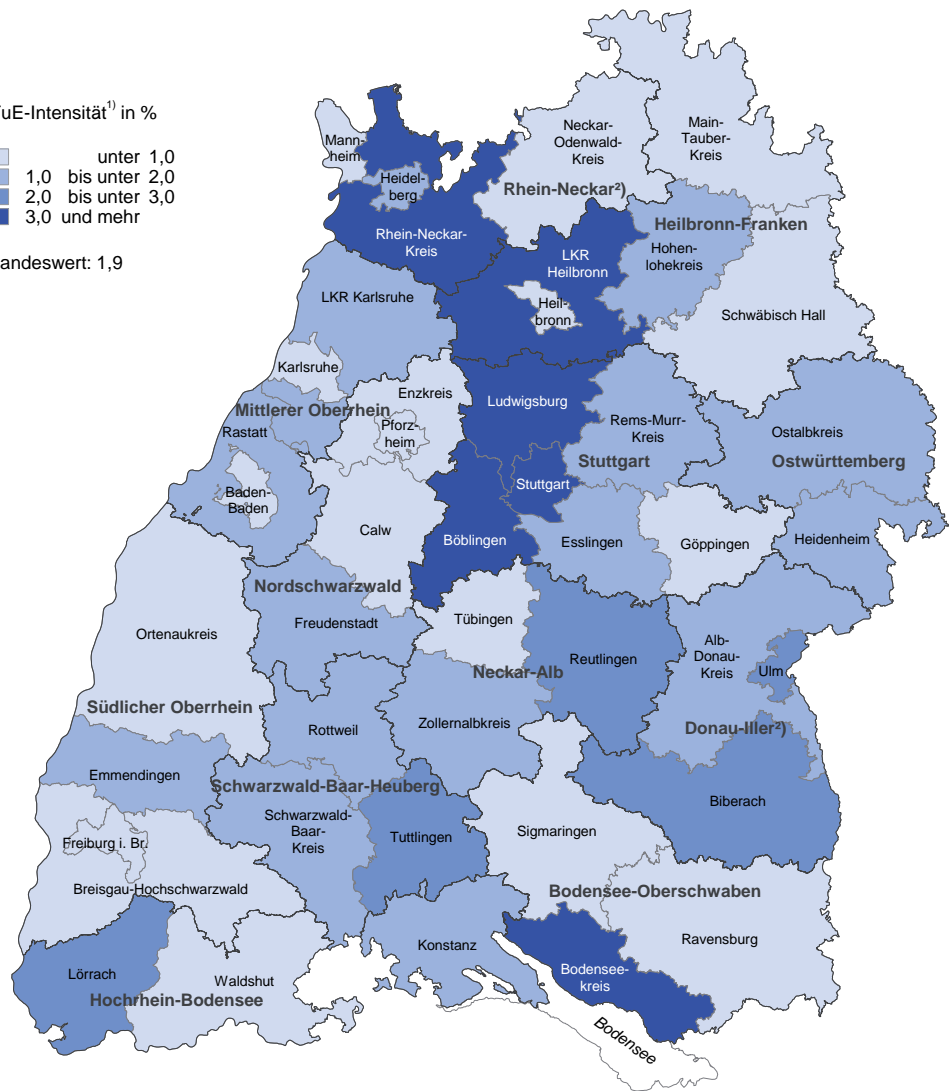 uE-Intensität¹⁾ in %
unter 1,0
1,0 bis unter 2,0
2,0 bis unter 3,0
3,0 und mehr
andeswert: 1,9
Mann-
heim
Heidel-
berg
Rhein-Neckar-
Kreis
Neckar-
Odenwald-
Kreis
Rhein-Neckar²)
Main-
Tauber-
Kreis
Heilbronn-Franken
Hohen-
lohekreis
LKR
Heilbronn
Heil-
bronn
Schwäbisch Hall
LKR Karlsruhe
Karlsruhe
Mittlerer Oberrhein
Rastatt
Enzkreis
Pforz-
heim
Ludwigsburg
Rems-Murr-
Kreis
Stuttgart
Stuttgart
Ostalbkreis
Ostwürttemberg
Baden-
Baden
Calw
Böblingen
Esslingen
Göppingen
Heidenheim
Nordschwarzwald
Freudenstadt
Ortenaukreis
Tübingen
Reutlingen
Neckar-Alb
Alb-
Donau-
Kreis
Ulm
Donau-Iller²)
Südlicher Oberrhein
Rottweil
Zollernalbkreis
Emmendingen
Schwarzwald-Baar-Heuberg
Schwarzwald-
Baar-
Kreis
Tuttlingen
Sigmaringen
Biberach
Freiburg i. Br.
Breisgau-Hochschwarzwald
Bodensee-Oberschwaben
Ravensburg
Konstanz
Bodensee-
kreis
Lörrach
Waldshut
Hochrhein-Bodensee
Bodensee